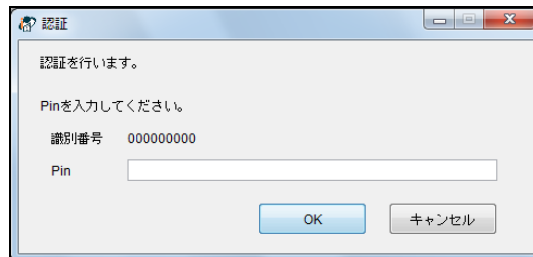 認証
認証を行います。
Pinを入力してください。
識別番号 000000000
Pin
OK キャンセル